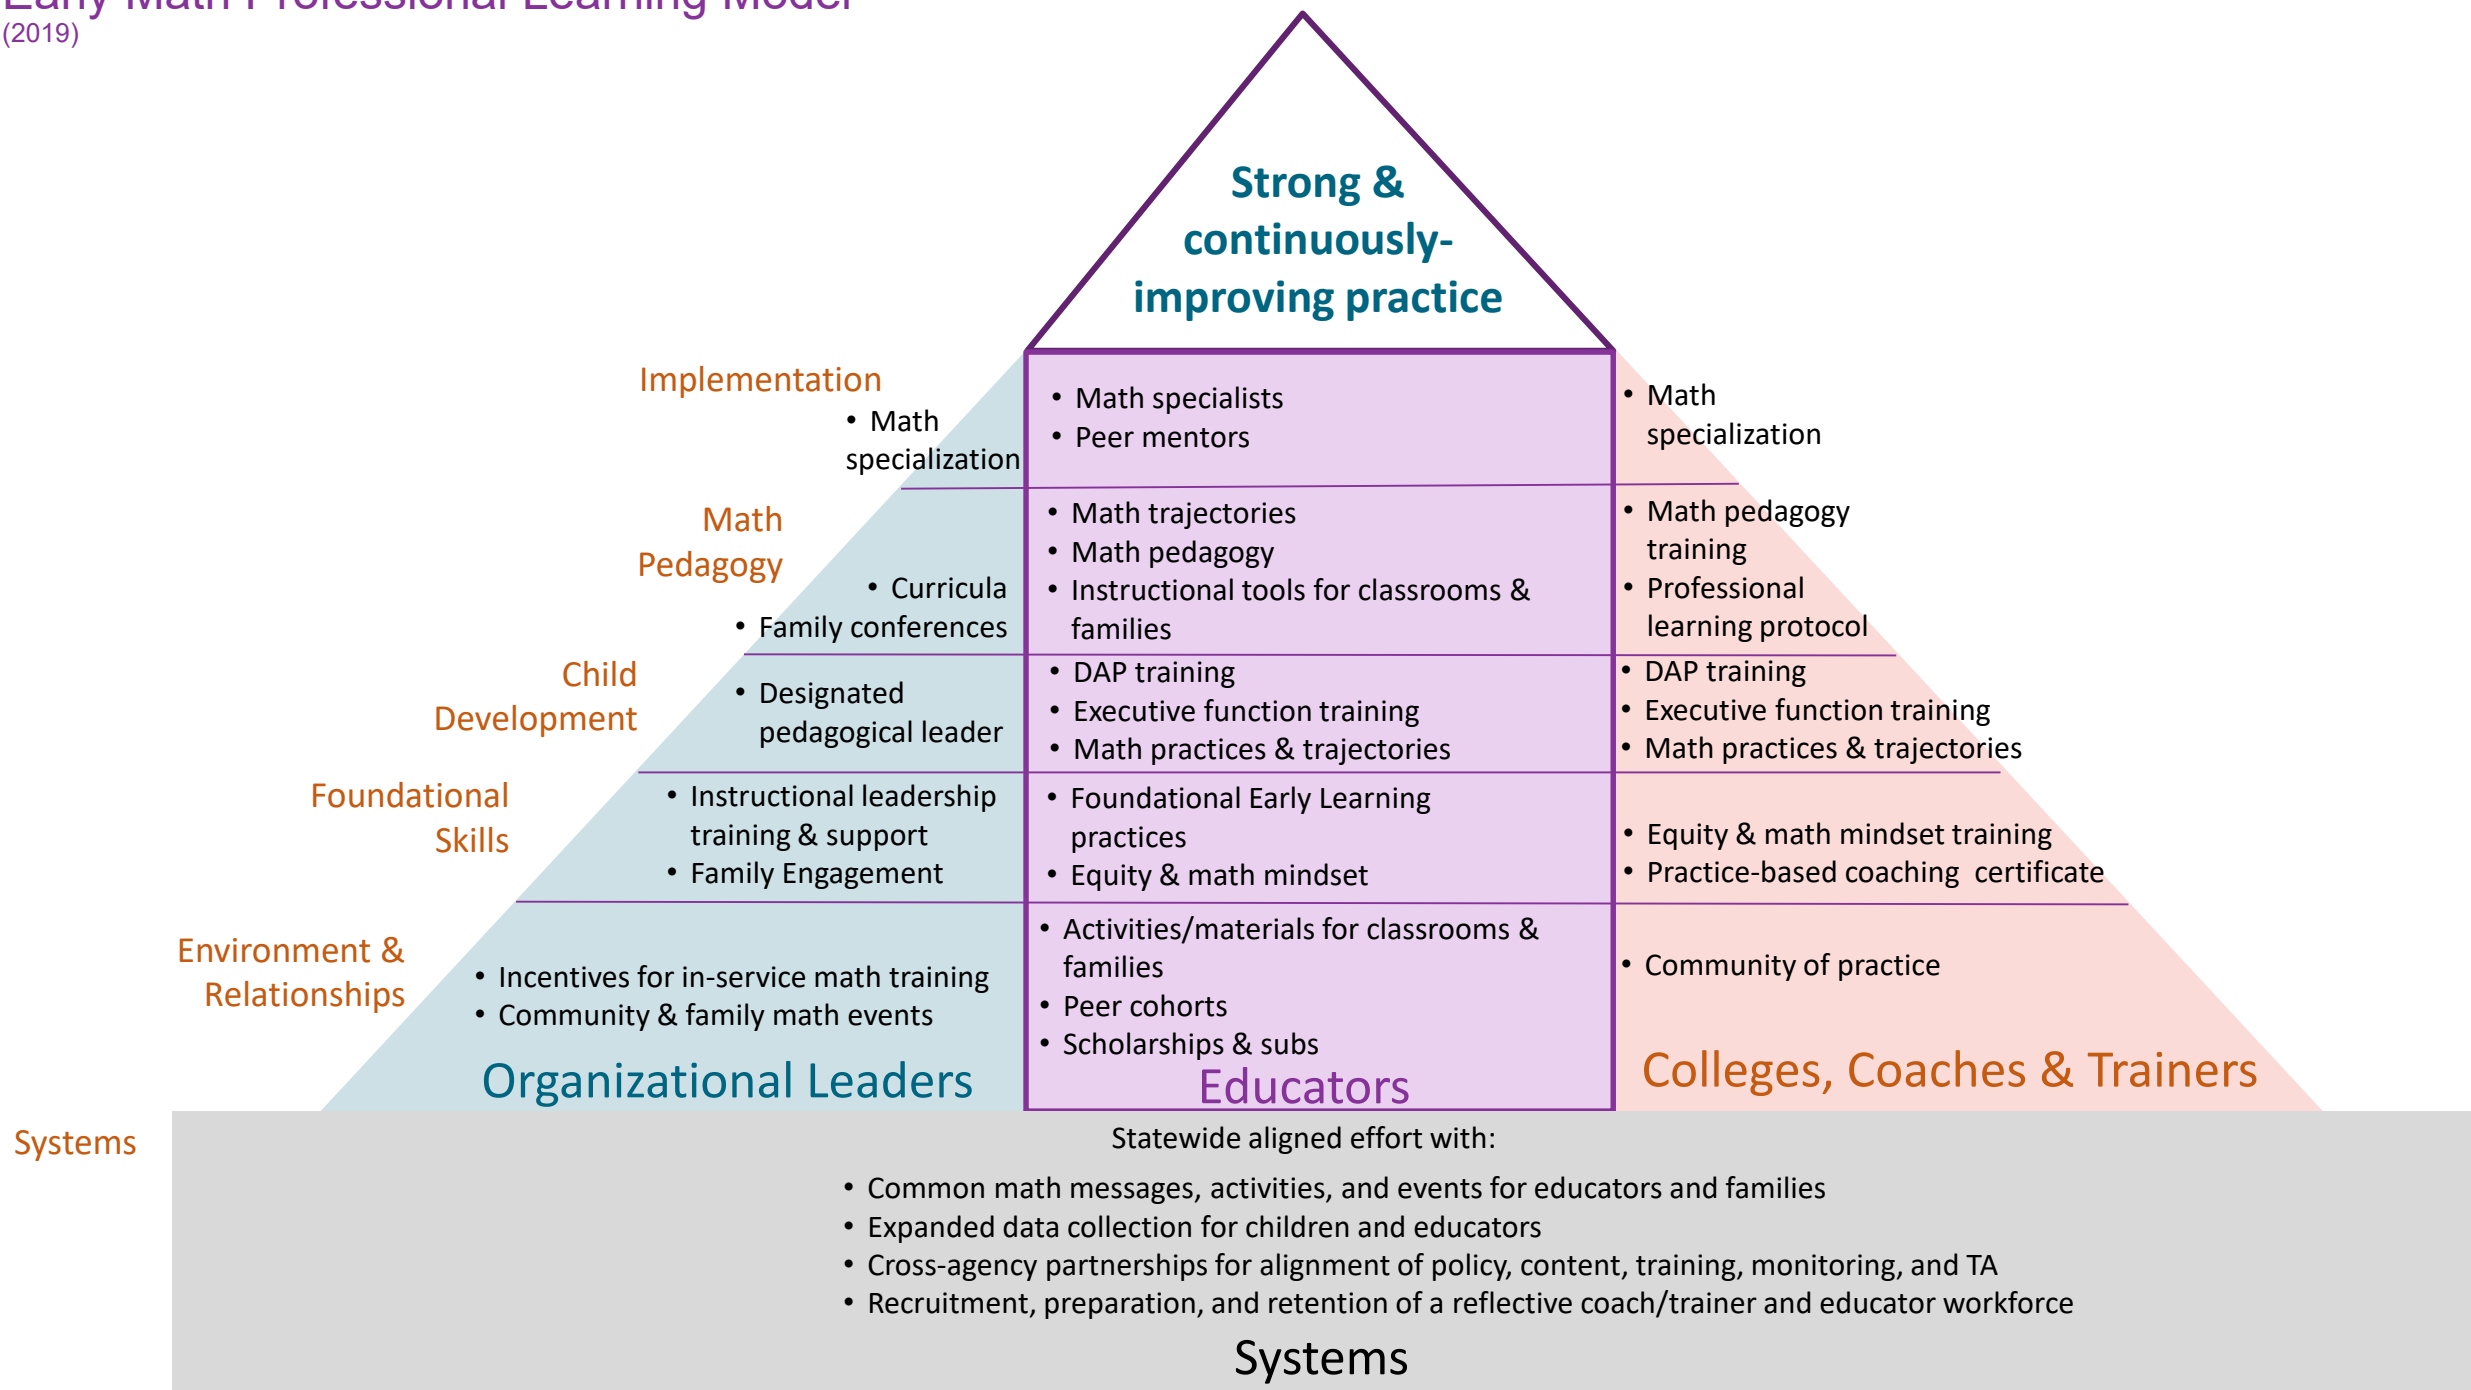 Early Math Professional Learning Model
(2019)
Strong &
continuously-
improving practice
Implementation
• Math
specialization
• Math specialists
• Peer mentors
• Math
specialization
Math
Pedagogy
• Curricula
• Family conferences
• Math trajectories
• Math pedagogy
• Instructional tools for classrooms &
families
• Math pedagogy
training
• Professional
learning protocol
Child
Development
• Designated
pedagogical leader
• DAP training
• Executive function training
• Math practices & trajectories
• DAP training
• Executive function training
• Math practices & trajectories
Foundational
Skills
• Instructional leadership
training & support
• Family Engagement
• Foundational Early Learning
practices
• Equity & math mindset
• Equity & math mindset training
• Practice-based coaching  certificate
Environment &
Relationships
• Incentives for in-service math training
• Community & family math events
Organizational Leaders
• Activities/materials for classrooms &
families
• Peer cohorts
• Scholarships & subs
Educators
• Community of practice
Colleges, Coaches & Trainers
Systems
Statewide aligned effort with:
• Common math messages, activities, and events for educators and families
• Expanded data collection for children and educators
• Cross-agency partnerships for alignment of policy, content, training, monitoring, and TA
• Recruitment, preparation, and retention of a reflective coach/trainer and educator workforce
Systems